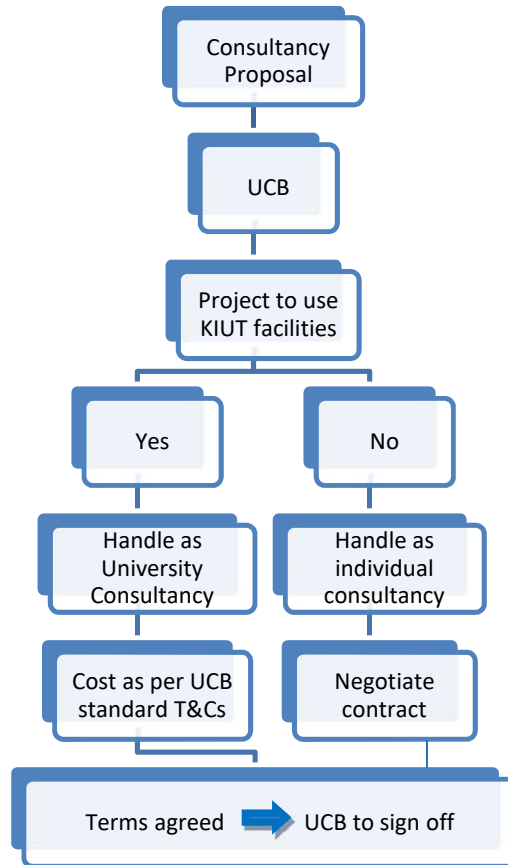 Consultancy
Proposal
UCB
Project to use
KIUT facilities
Yes
No
Handle as
University
Consultancy
Handle as
individual
consultancy
Cost as per UCB
standard T&Cs
Negotiate
contract
Terms agreed UCB to sign off